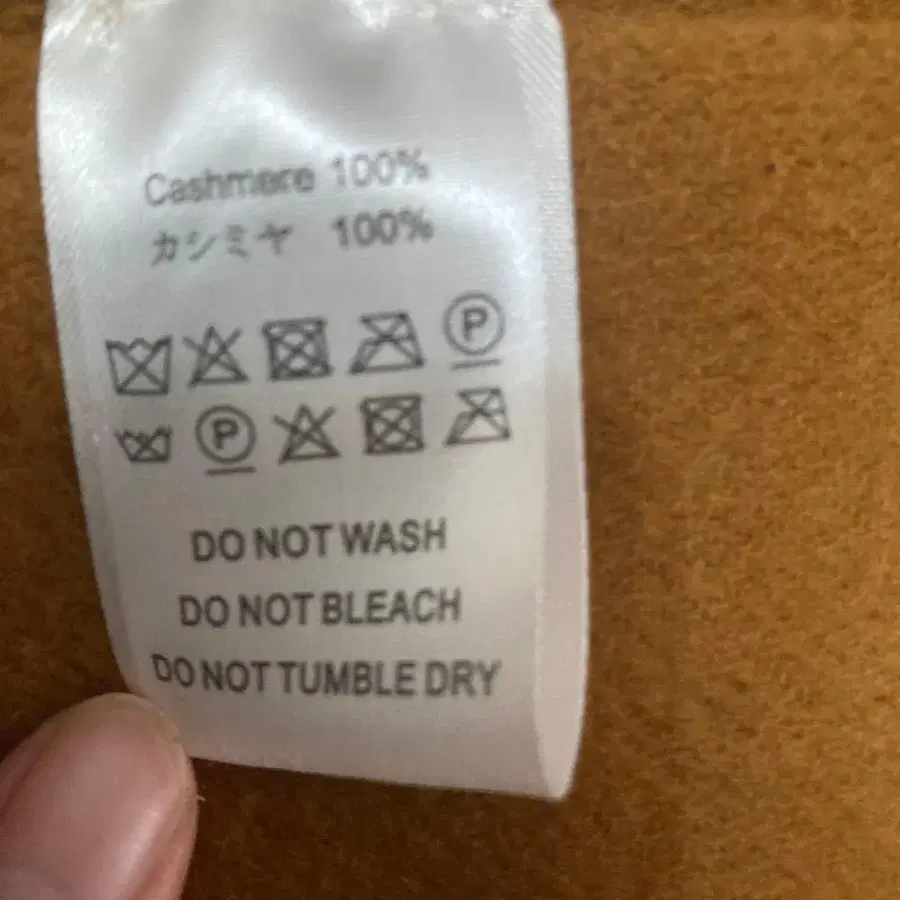 Cashmere 100%
カシミヤ 100%
P
P
DO NOT WASH
DO NOT BLEACH
DO NOT TUMBLE DRY